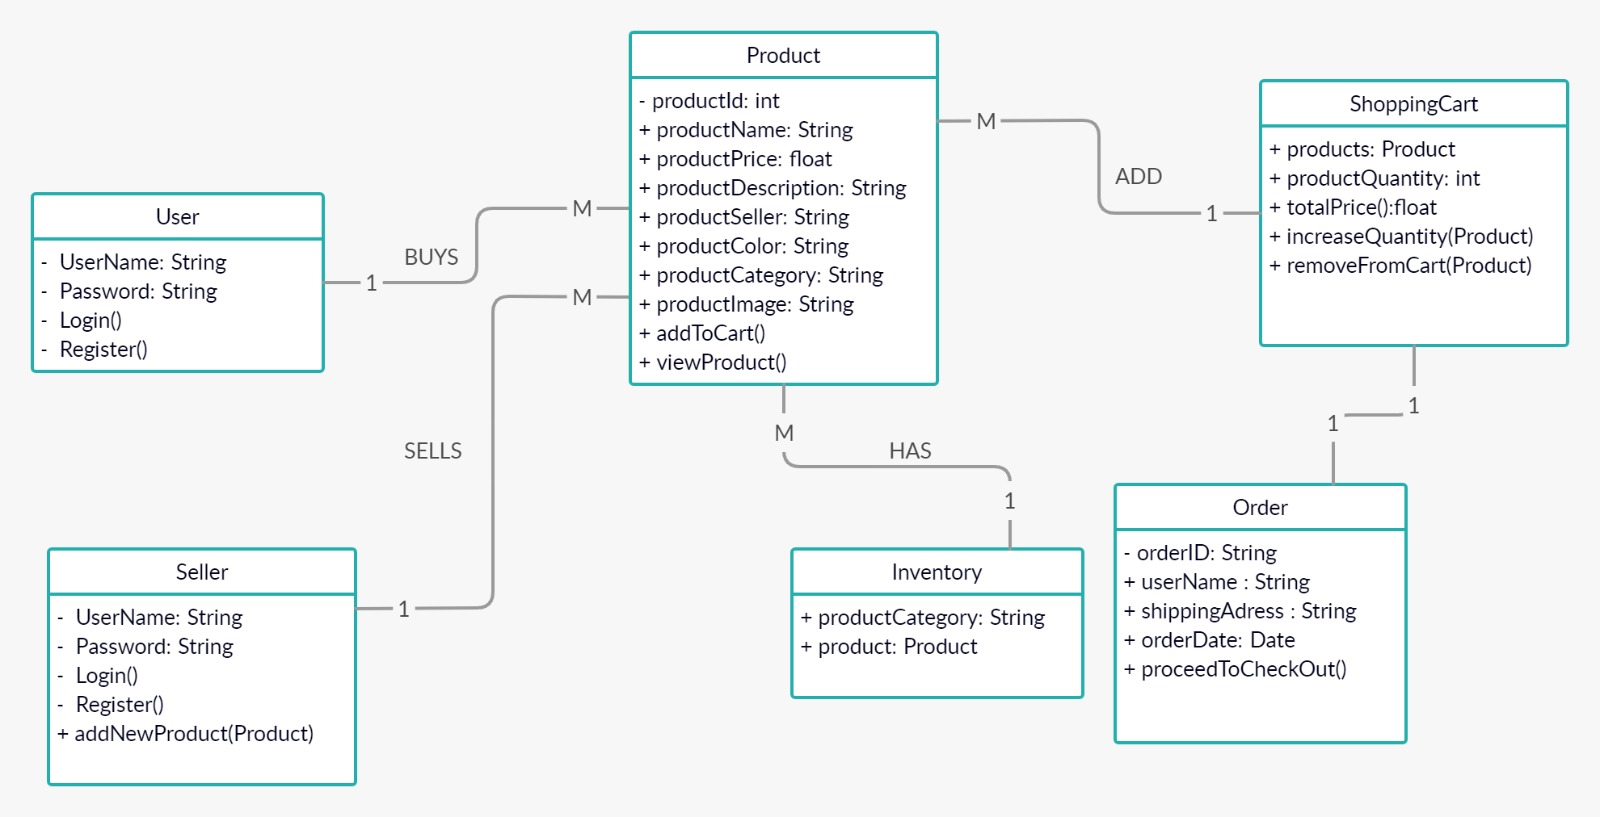 Product
- productId: int
+ productName: String
+ productPrice: float
+ productDescription: String
+ productSeller: String
+ productColor: String
+ productCategory: String
+ productImage: String
+ addToCart()
+ viewProduct()
ShoppingCart
+ products: Product
+ productQuantity: int
+ totalPrice():float
+ increaseQuantity(Product)
+ removeFromCart(Product)
User
- UserName: String
- Password: String
- Login()
- Register()
M
ADD
1
M
BUYS
1
M
SELLS
1
M
HAS
1
1
1
Seller
- UserName: String
- Password: String
- Login()
- Register()
+ addNewProduct(Product)
Inventory
+ productCategory: String
+ product: Product
Order
- orderID: String
+ userName : String
+ shippingAdress : String
+ orderDate: Date
+ proceedToCheckOut()